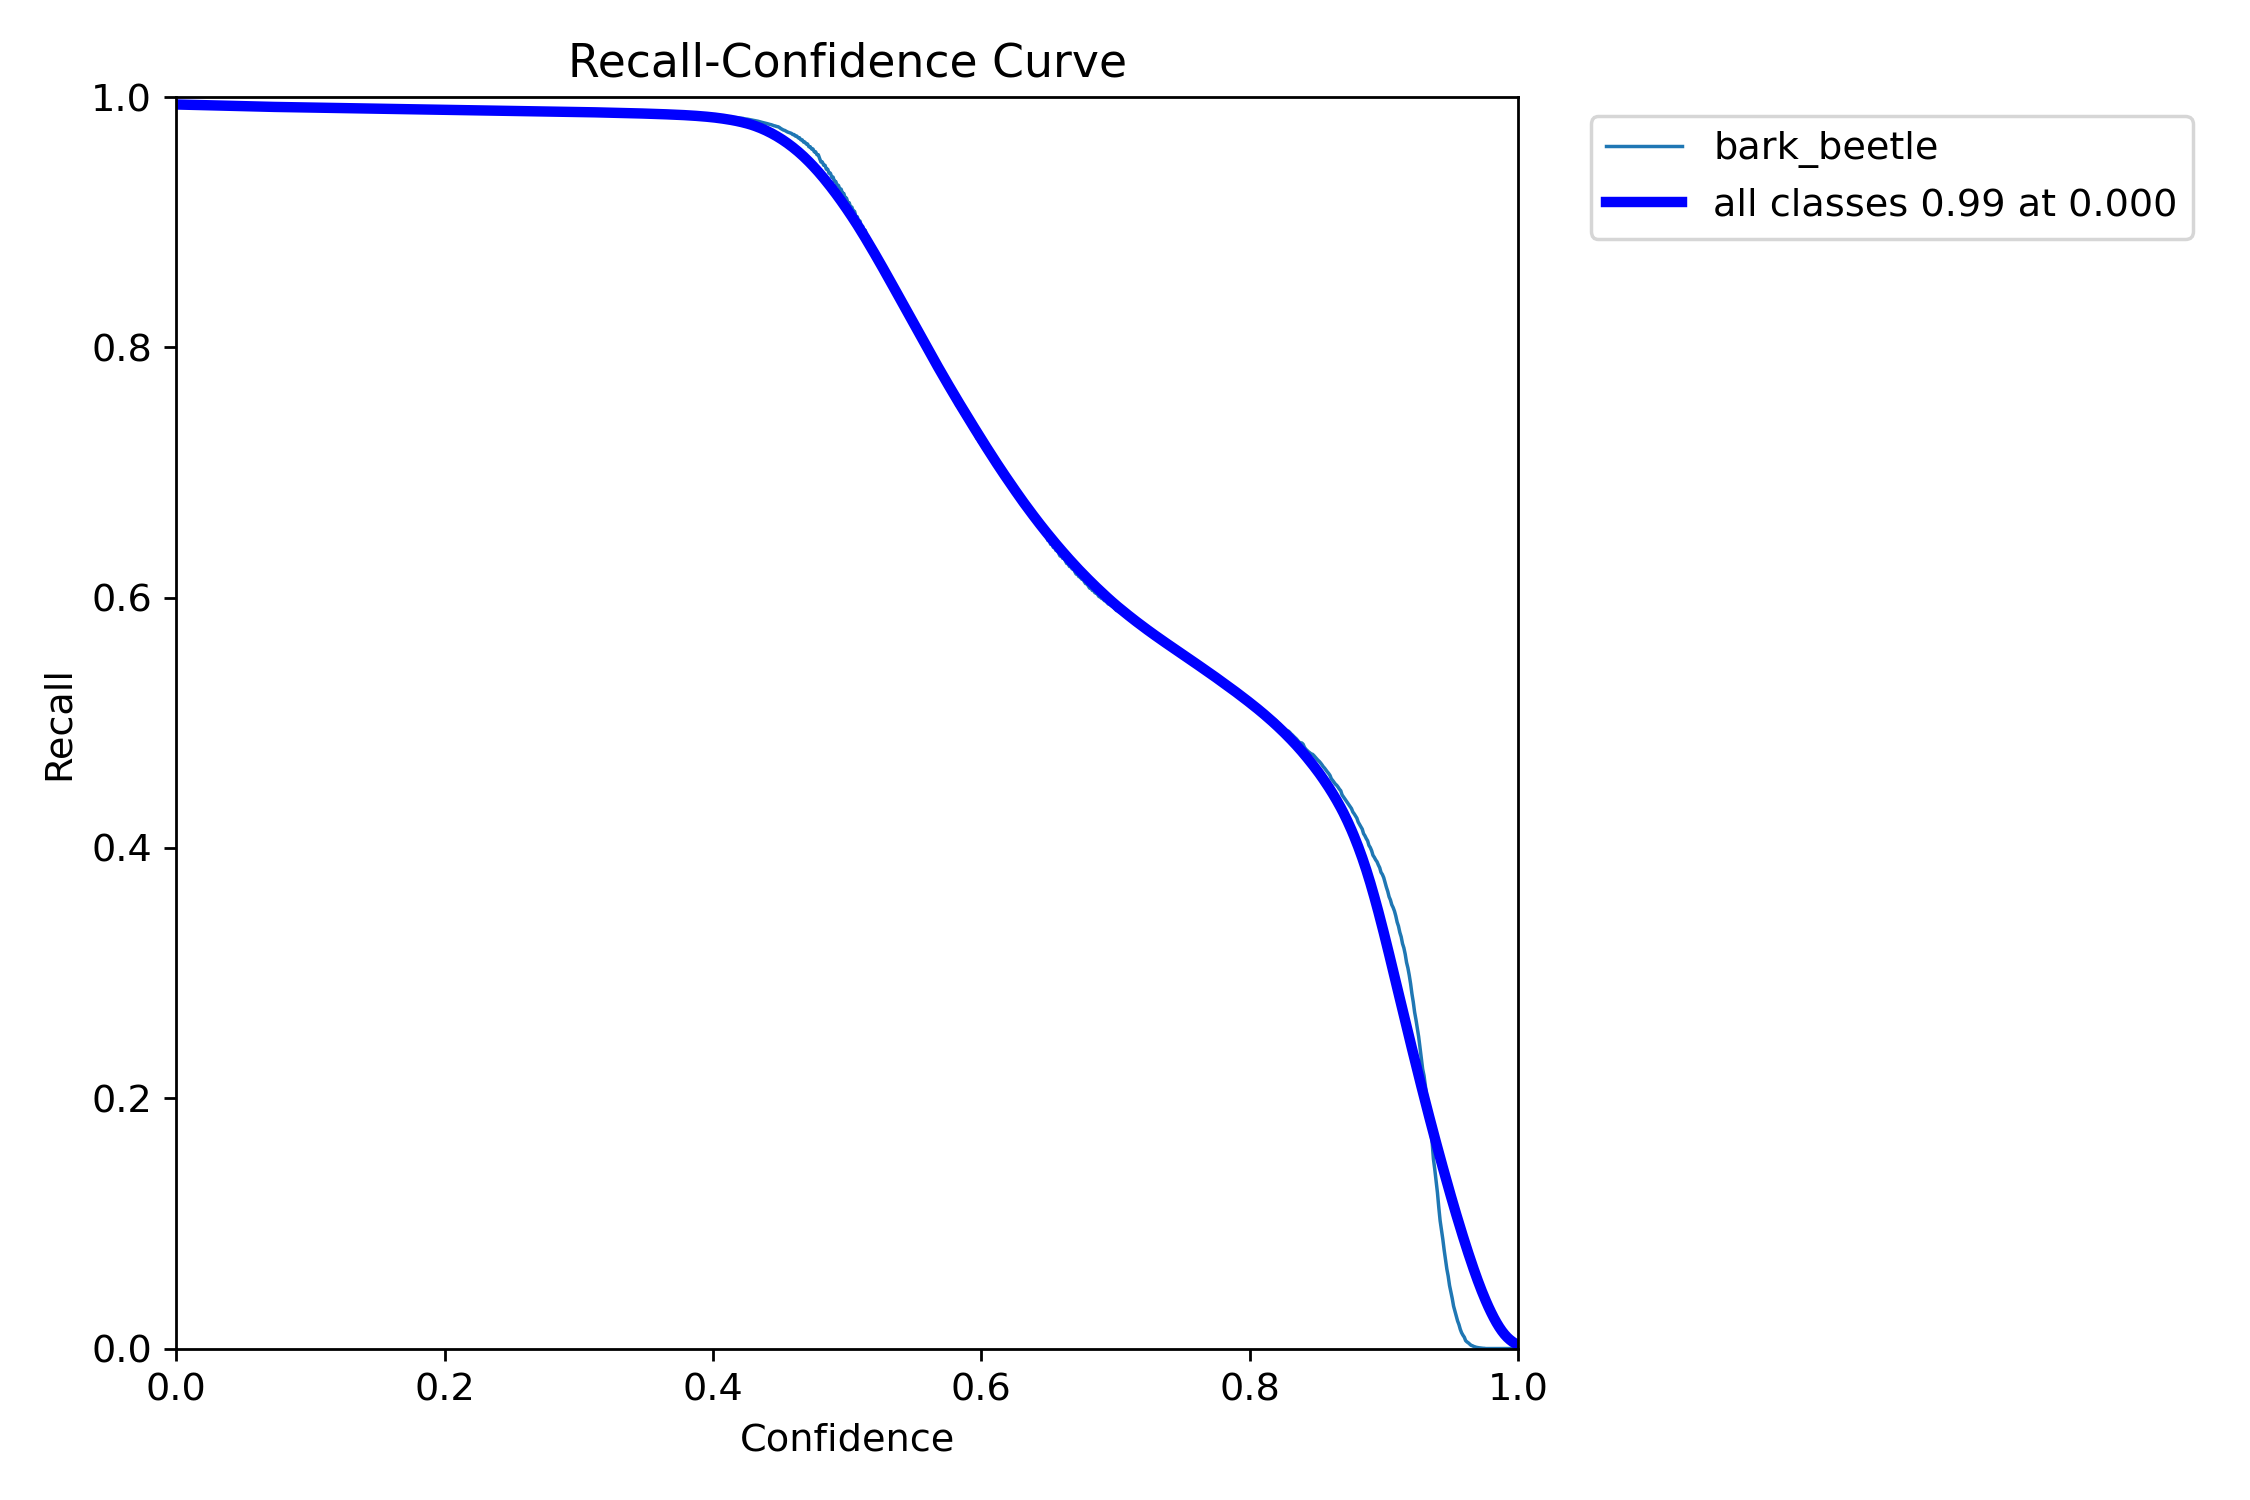 Recall-Confidence Curve
bark_beetle
all classes 0.99 at 0.000
1.0
0.8
0.6
0.4
0.2
0.0
Recall
0.0 0.2 0.4 0.6 0.8 1.0
Confidence